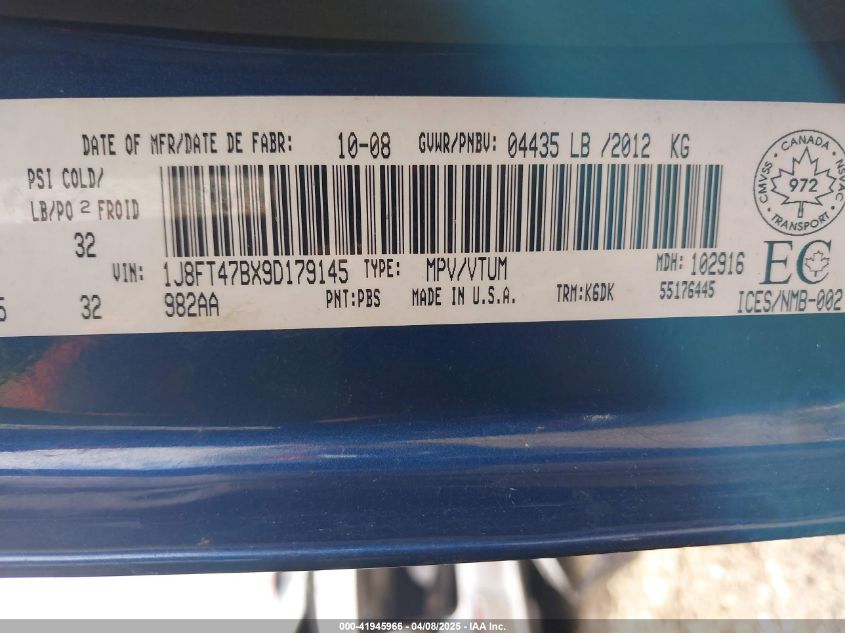 DATE OF MFR/DATE DE FABR: 10-08 GVWR/PNBV: 04435 LB /2012 KG
PSI COLD/
LB/PO 2 FROID
32
VIN: 1J8FT47BX9D179145 TYPE: MPV/VTUM MDH: 102916
5 32 982AA PNT:PBS MADE IN U.S.A. TRM:K6DK 55176445
CANADA
CMVSS NSVAC
972
TRANSPORT
EC
ICES/NMB-002
000-41945966 - 04/08/2025 - IAA Inc.